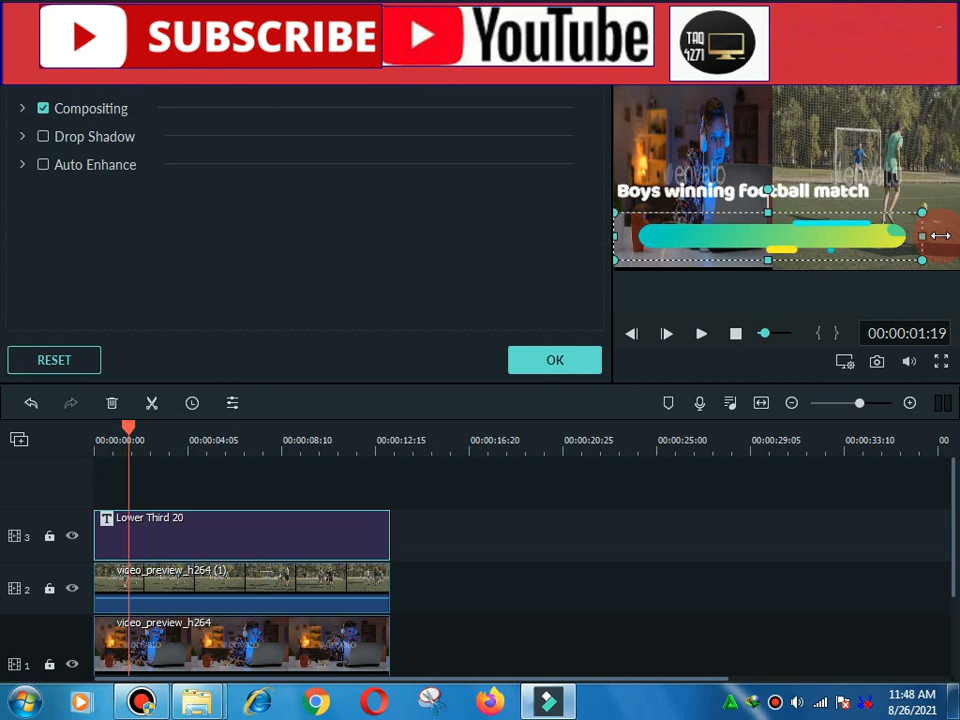 SUBSCRIBE
YouTube
TAQ
4271
Compositing
Drop Shadow
Auto Enhance
envato
Boys winning football match
RESET
OK
{ }
00:00:01:19
00:00:00:00
00:00:04:05
00:00:08:10
00:00:12:15
00:00:16:20
00:00:20:25
00:00:25:00
00:00:29:05
00:00:33:10
00
T Lower Third 20
3
video_preview_h264 (1)
2
video_preview_h264
1
11:48 AM
8/26/2021